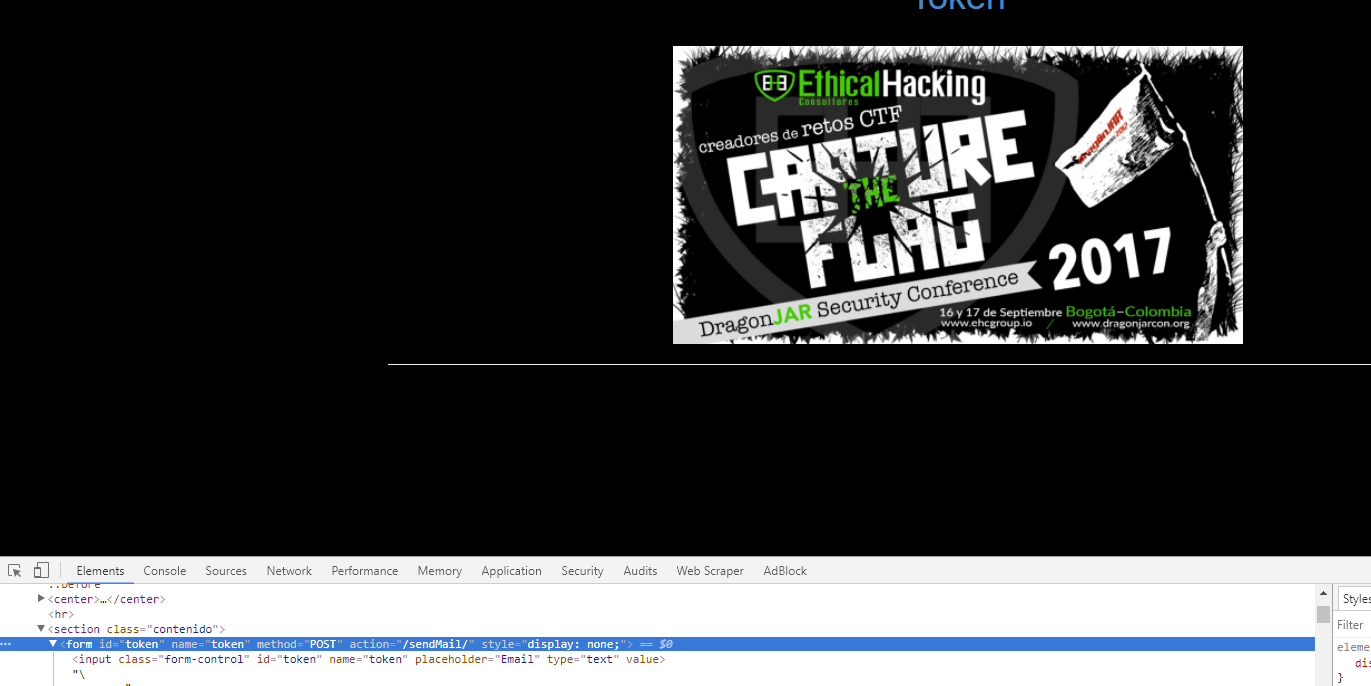 Token
EthicalHacking
Consultores
creadores de retos CTF
CAPTURE
THE
FLAG
2017
DragonJAR Security Conference
16 y 17 de Septiembre Bogotá-Colombia
www.ehcgroup.io / www.dragonjarcon.org
Elements Console Sources Network Performance Memory Application Security Audits Web Scraper AdBlock
::before
▶<center>…</center>
<hr>
▼<section class="contenido">
▼<form id="token" name="token" method="POST" action="/sendMail/" style="display: none;"> == $0
<input class="form-control" id="token" name="token" placeholder="Email" type="text" value>
"\
"
Styles
Filter
eleme
dis
}